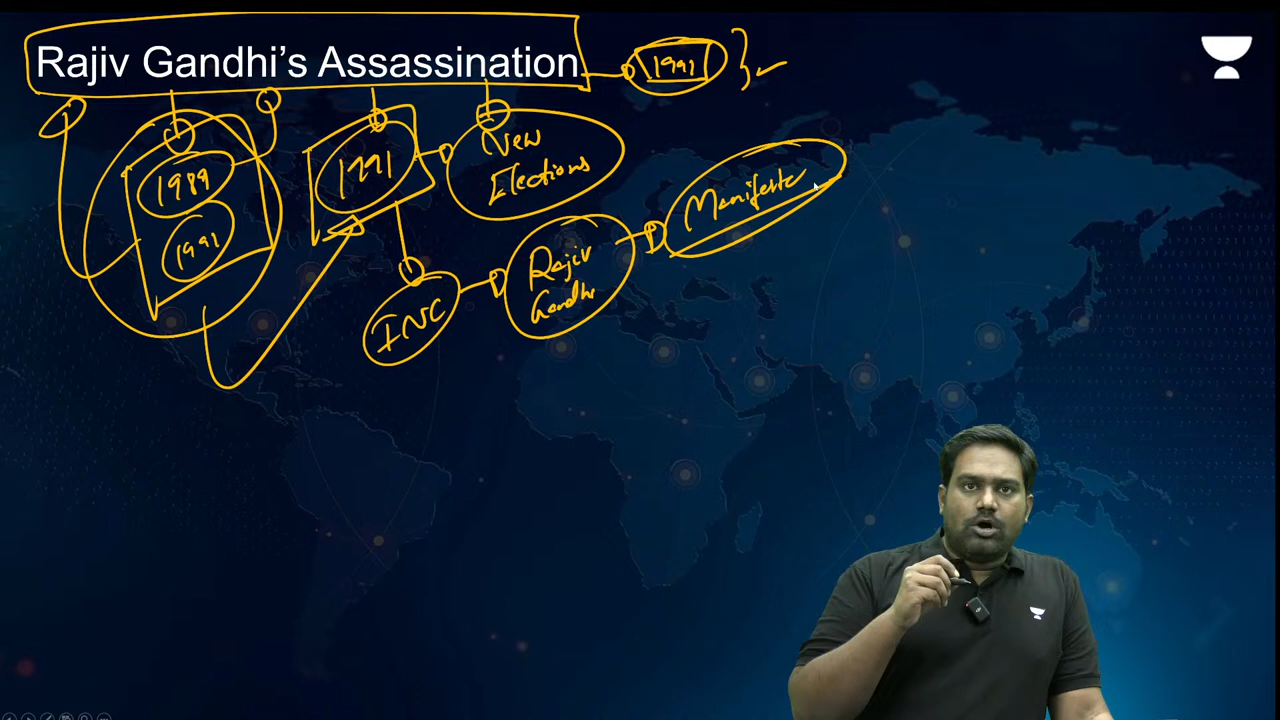 Rajiv Gandhi’s Assassination
1991
1989
1991
1991
New
Elections
INC
Rajiv
Gandhi
Manifesto